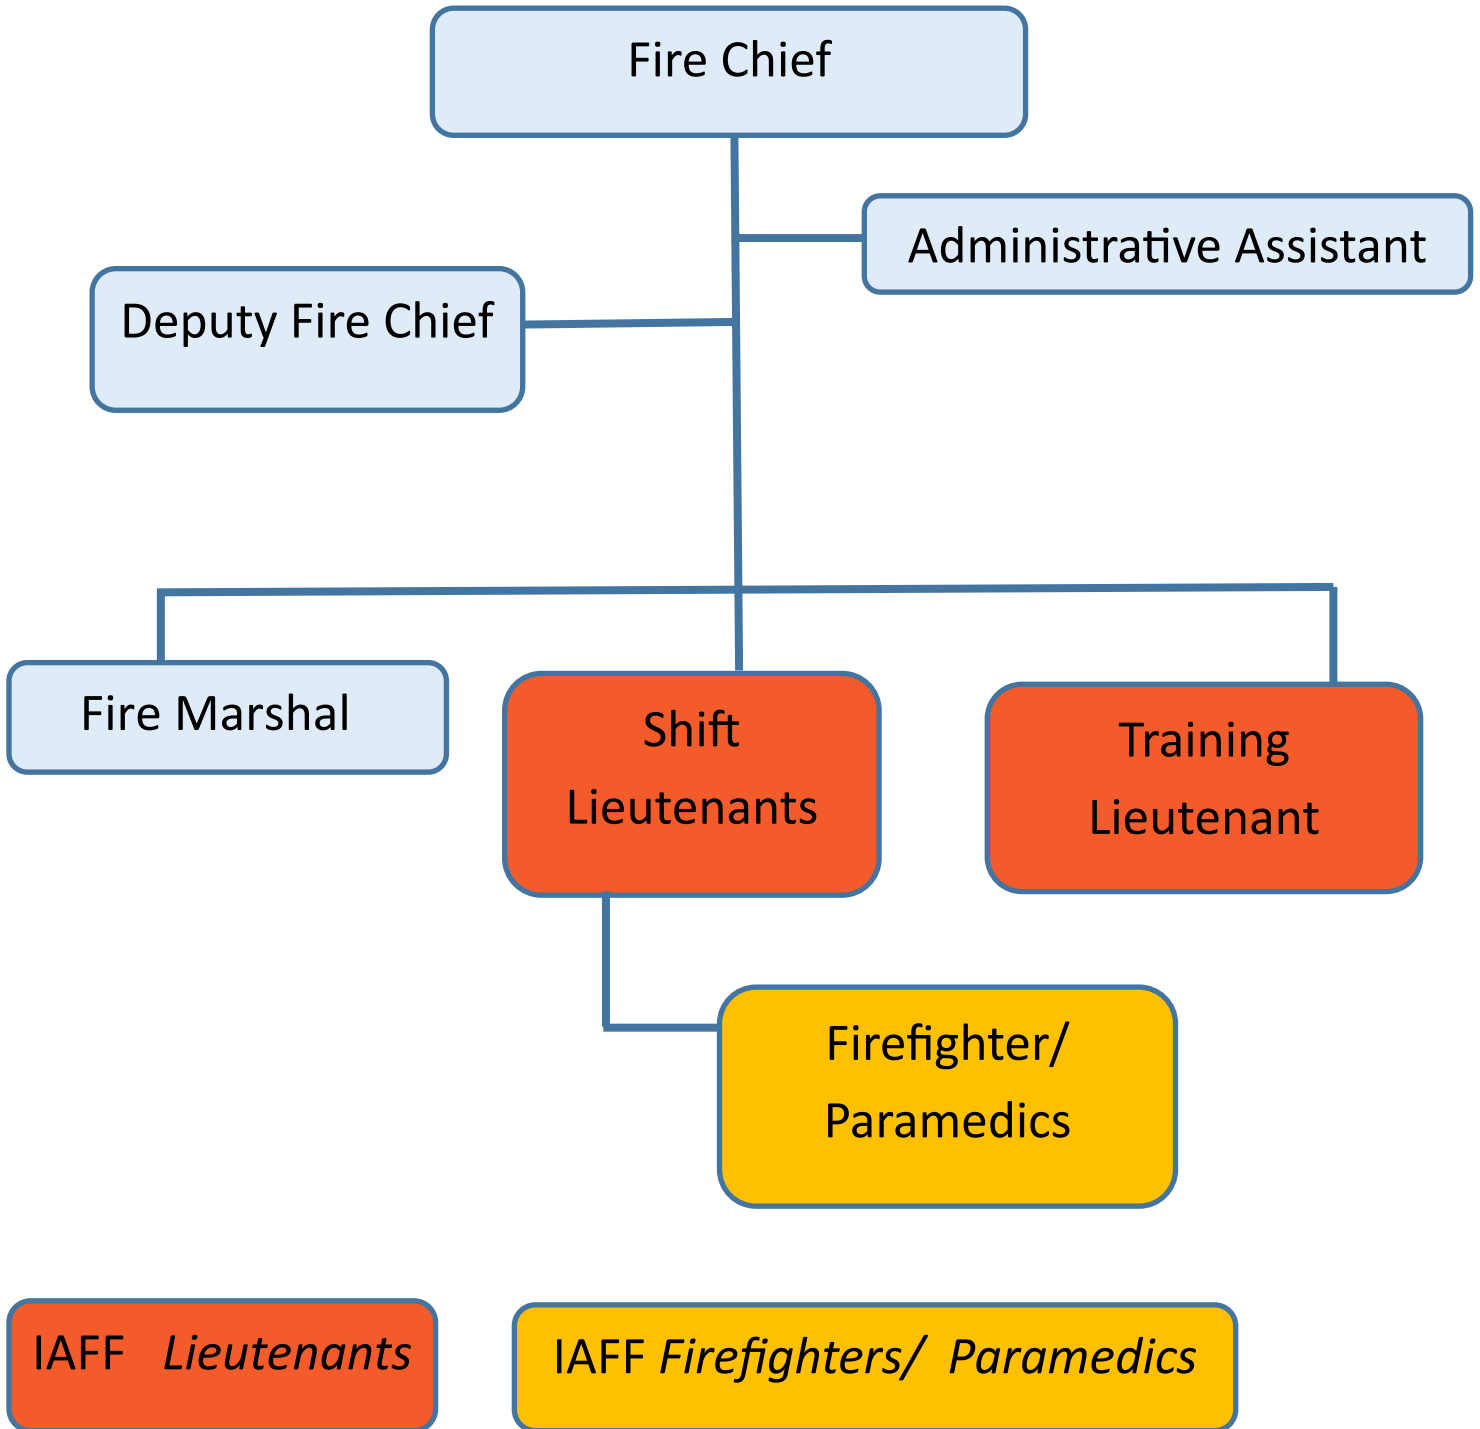 Fire Chief
Administrative Assistant
Deputy Fire Chief
Fire Marshal
Shift
Lieutenants
Training
Lieutenant
Firefighter/
Paramedics
IAFF Lieutenants
IAFF Firefighters/ Paramedics